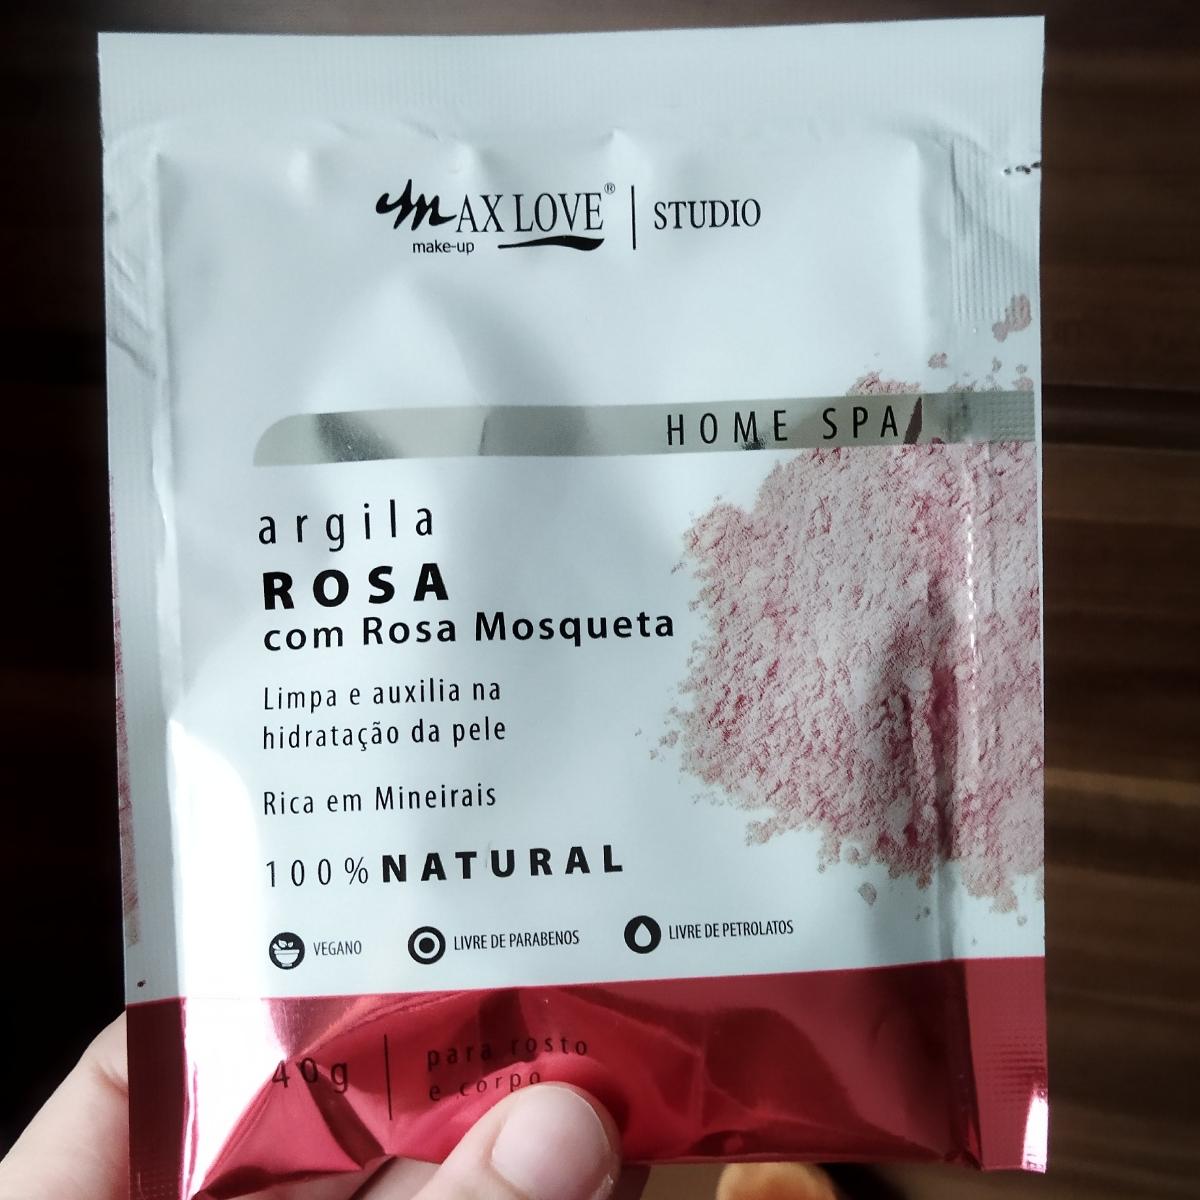 MAX LOVE® | STUDIO
make-up
HOME SPA
argila
ROSA
com Rosa Mosqueta
Limpa e auxilia na
hidratação da pele
Rica em Mineirais
100% NATURAL
VEGANO
LIVRE DE PARABENOS
LIVRE DE PETROLATOS
40g | para rosto
e corpo